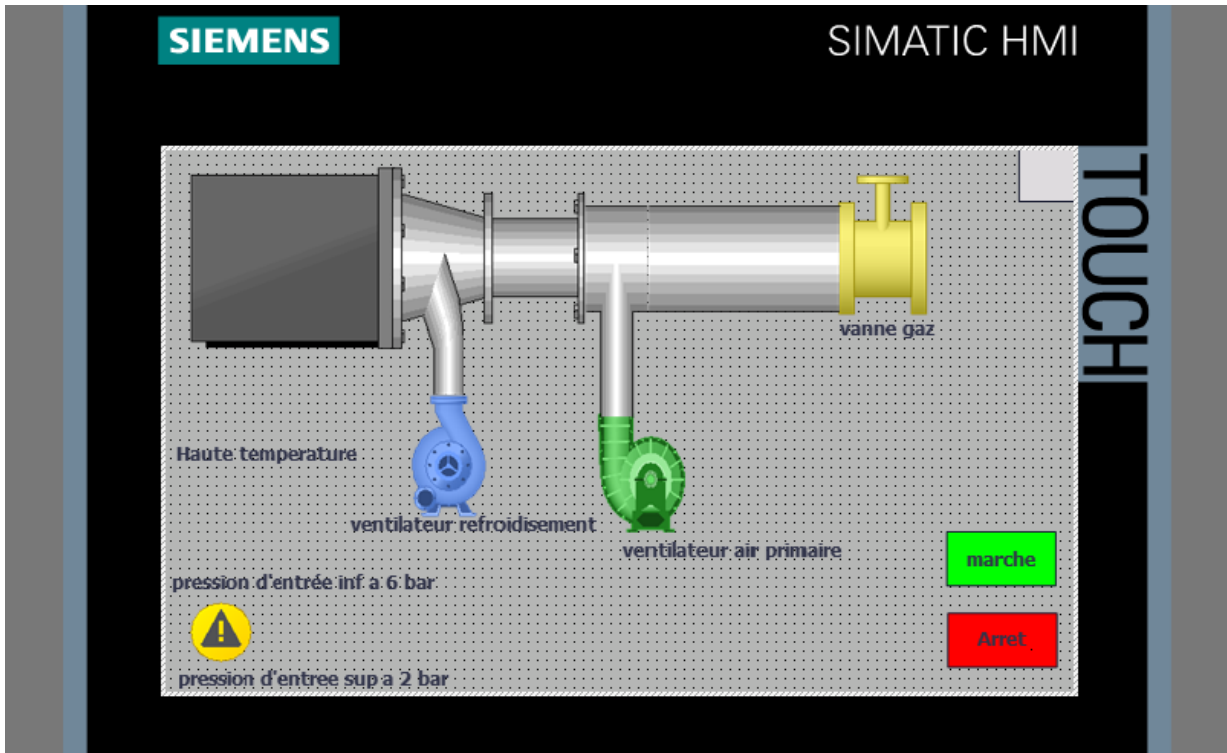 SIEMENS
SIMATIC HMI
TOUCH
vanne gaz
Haute temperature
ventilateur refroidisement
ventilateur air primaire
marche
pression d'entrée inf a 6 bar
Arret
pression d'entree sup a 2 bar